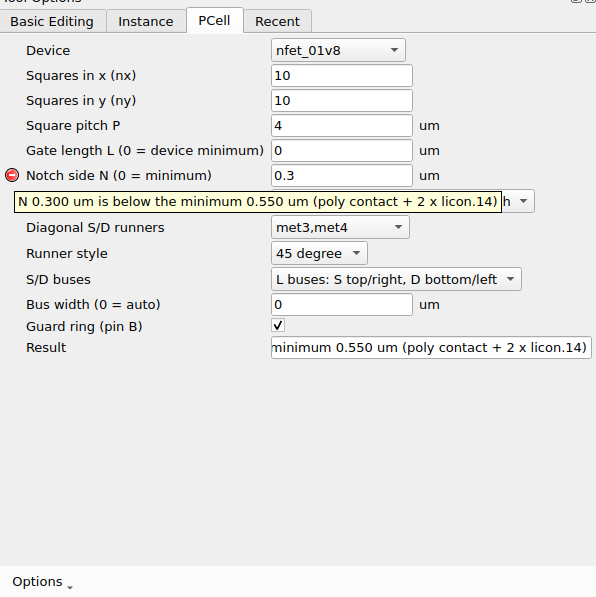 Tool Options
Basic Editing Instance PCell Recent
Device nfet_01v8
Squares in x (nx) 10
Squares in y (ny) 10
Square pitch P 4 um
Gate length L (0 = device minimum) 0 um
Notch side N (0 = minimum) 0.3 um
N 0.300 um is below the minimum 0.550 um (poly contact + 2 x licon.14) h
Diagonal S/D runners met3,met4
Runner style 45 degree
S/D buses L buses: S top/right, D bottom/left
Bus width (0 = auto) 0 um
Guard ring (pin B)
Result minimum 0.550 um (poly contact + 2 x licon.14)
Options